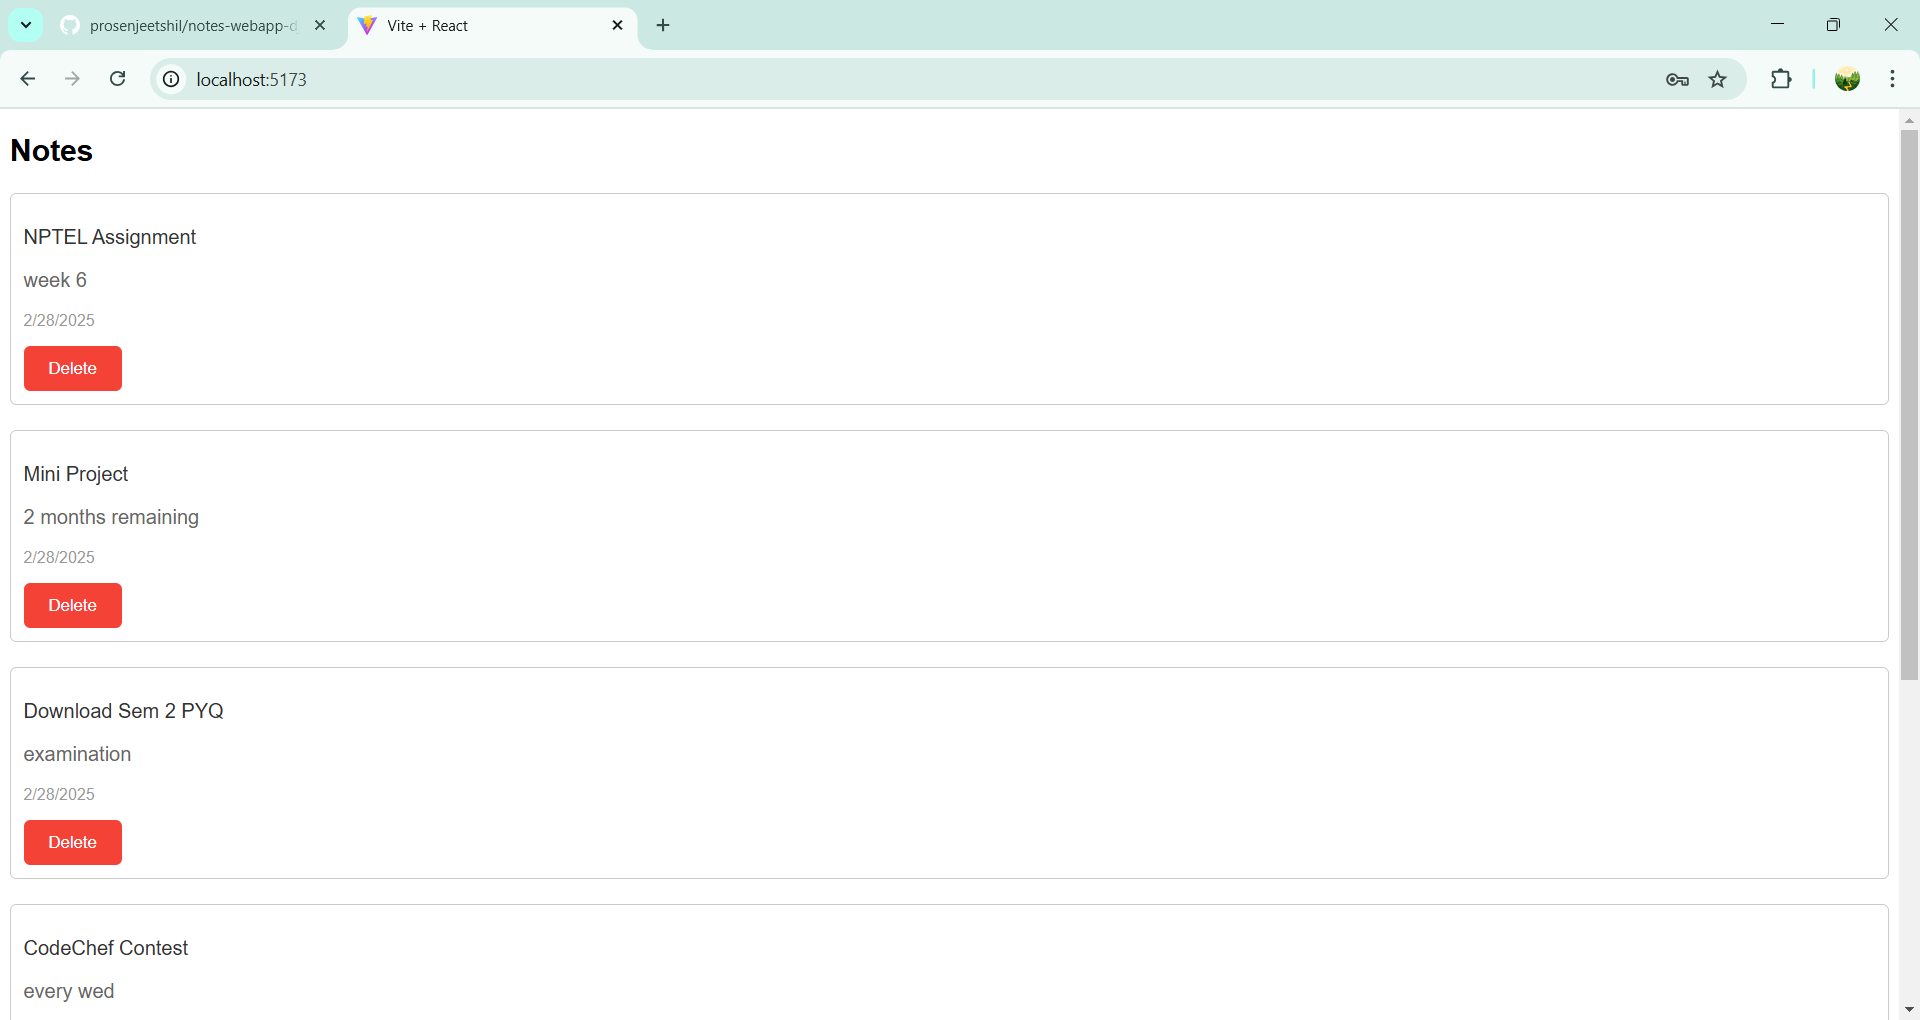 prosenjeetshil/notes-webapp-d
Vite + React
localhost:5173
Notes
NPTEL Assignment
week 6
2/28/2025
Delete
Mini Project
2 months remaining
2/28/2025
Delete
Download Sem 2 PYQ
examination
2/28/2025
Delete
CodeChef Contest
every wed